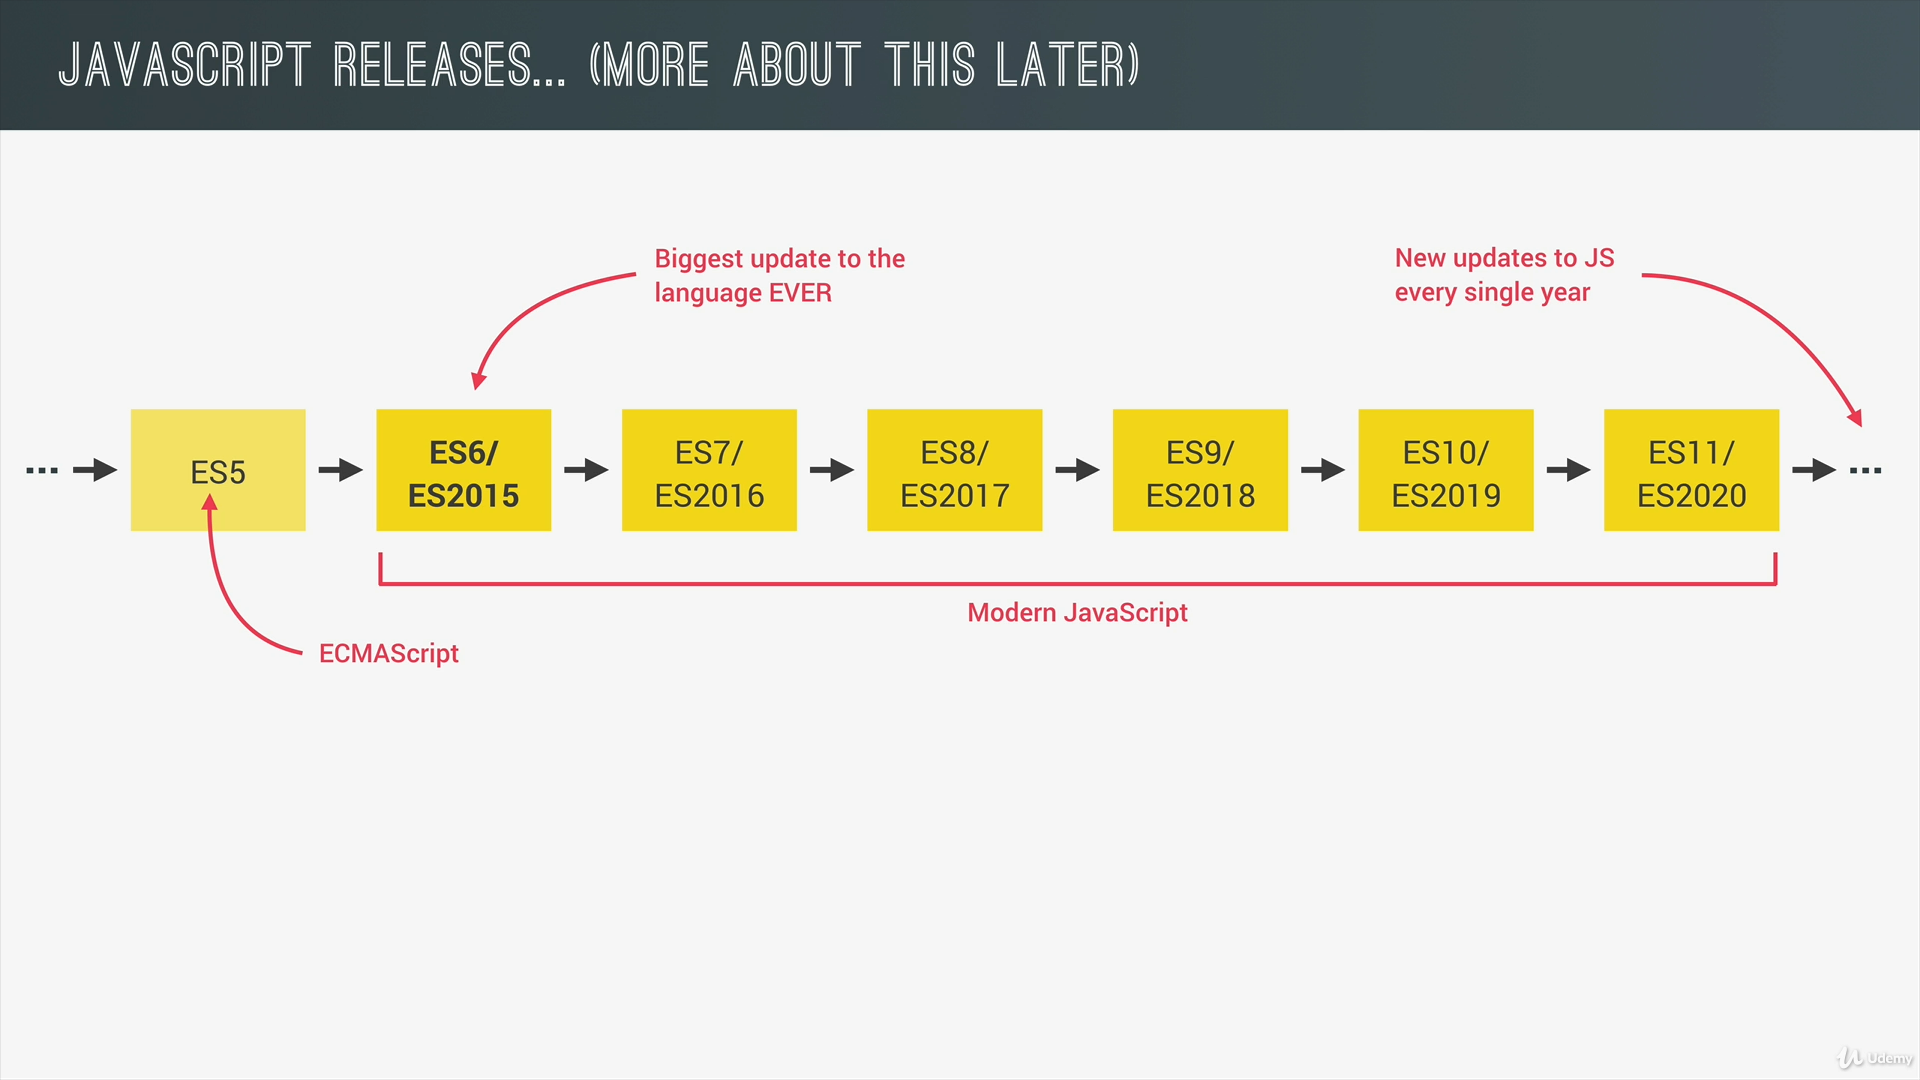 JAVASCRIPT RELEASES... (MORE ABOUT THIS LATER)
Biggest update to the
language EVER
New updates to JS
every single year
...
ES5
ES6/
ES2015
ES7/
ES2016
ES8/
ES2017
ES9/
ES2018
ES10/
ES2019
ES11/
ES2020
...
Modern JavaScript
ECMAScript
Udemy